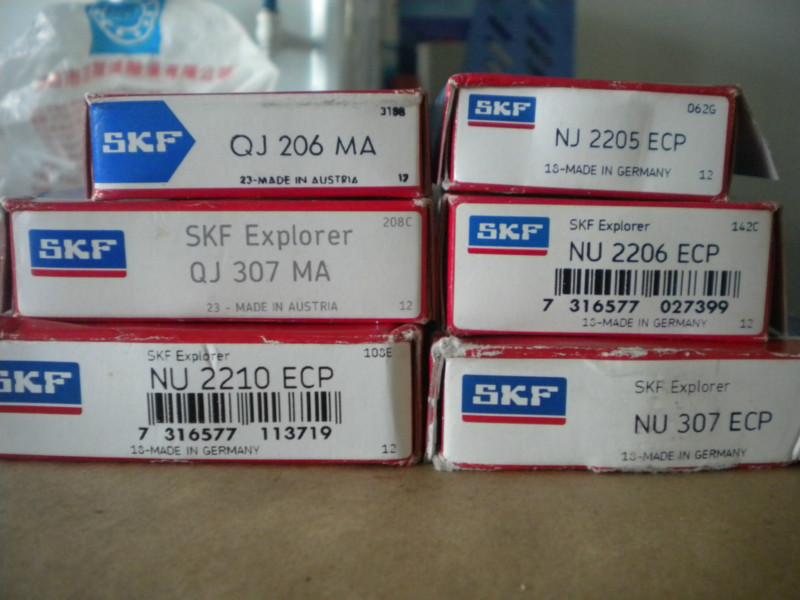 SKF
3188
QJ 206 MA
23-MADE IN AUSTRIA
12
SKF
062G
NJ 2205 ECP
18-MADE IN GERMANY
12
SKF
208C
SKF Explorer
QJ 307 MA
23 - MADE IN AUSTRIA
12
SKF
SKF Explorer
142C
NU 2206 ECP
7 316577 027399
18-MADE IN GERMANY
12
SKF
SKF Explorer
108E
NU 2210 ECP
7 316577 113719
18-MADE IN GERMANY
12
SKF
SKF Explorer
NU 307 ECP
18-MADE IN GERMANY